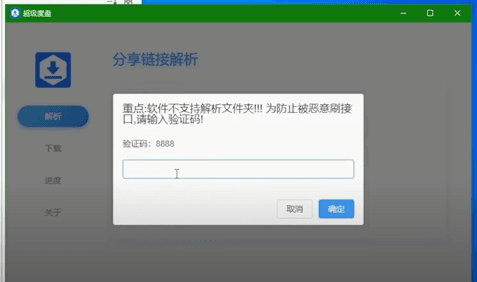 超级度盘
分享链接解析
解析
下载
进度
关于
重点:软件不支持解析文件夹!!! 为防止被恶意刷接
口,请输入验证码!
验证码：8888
取消
确定